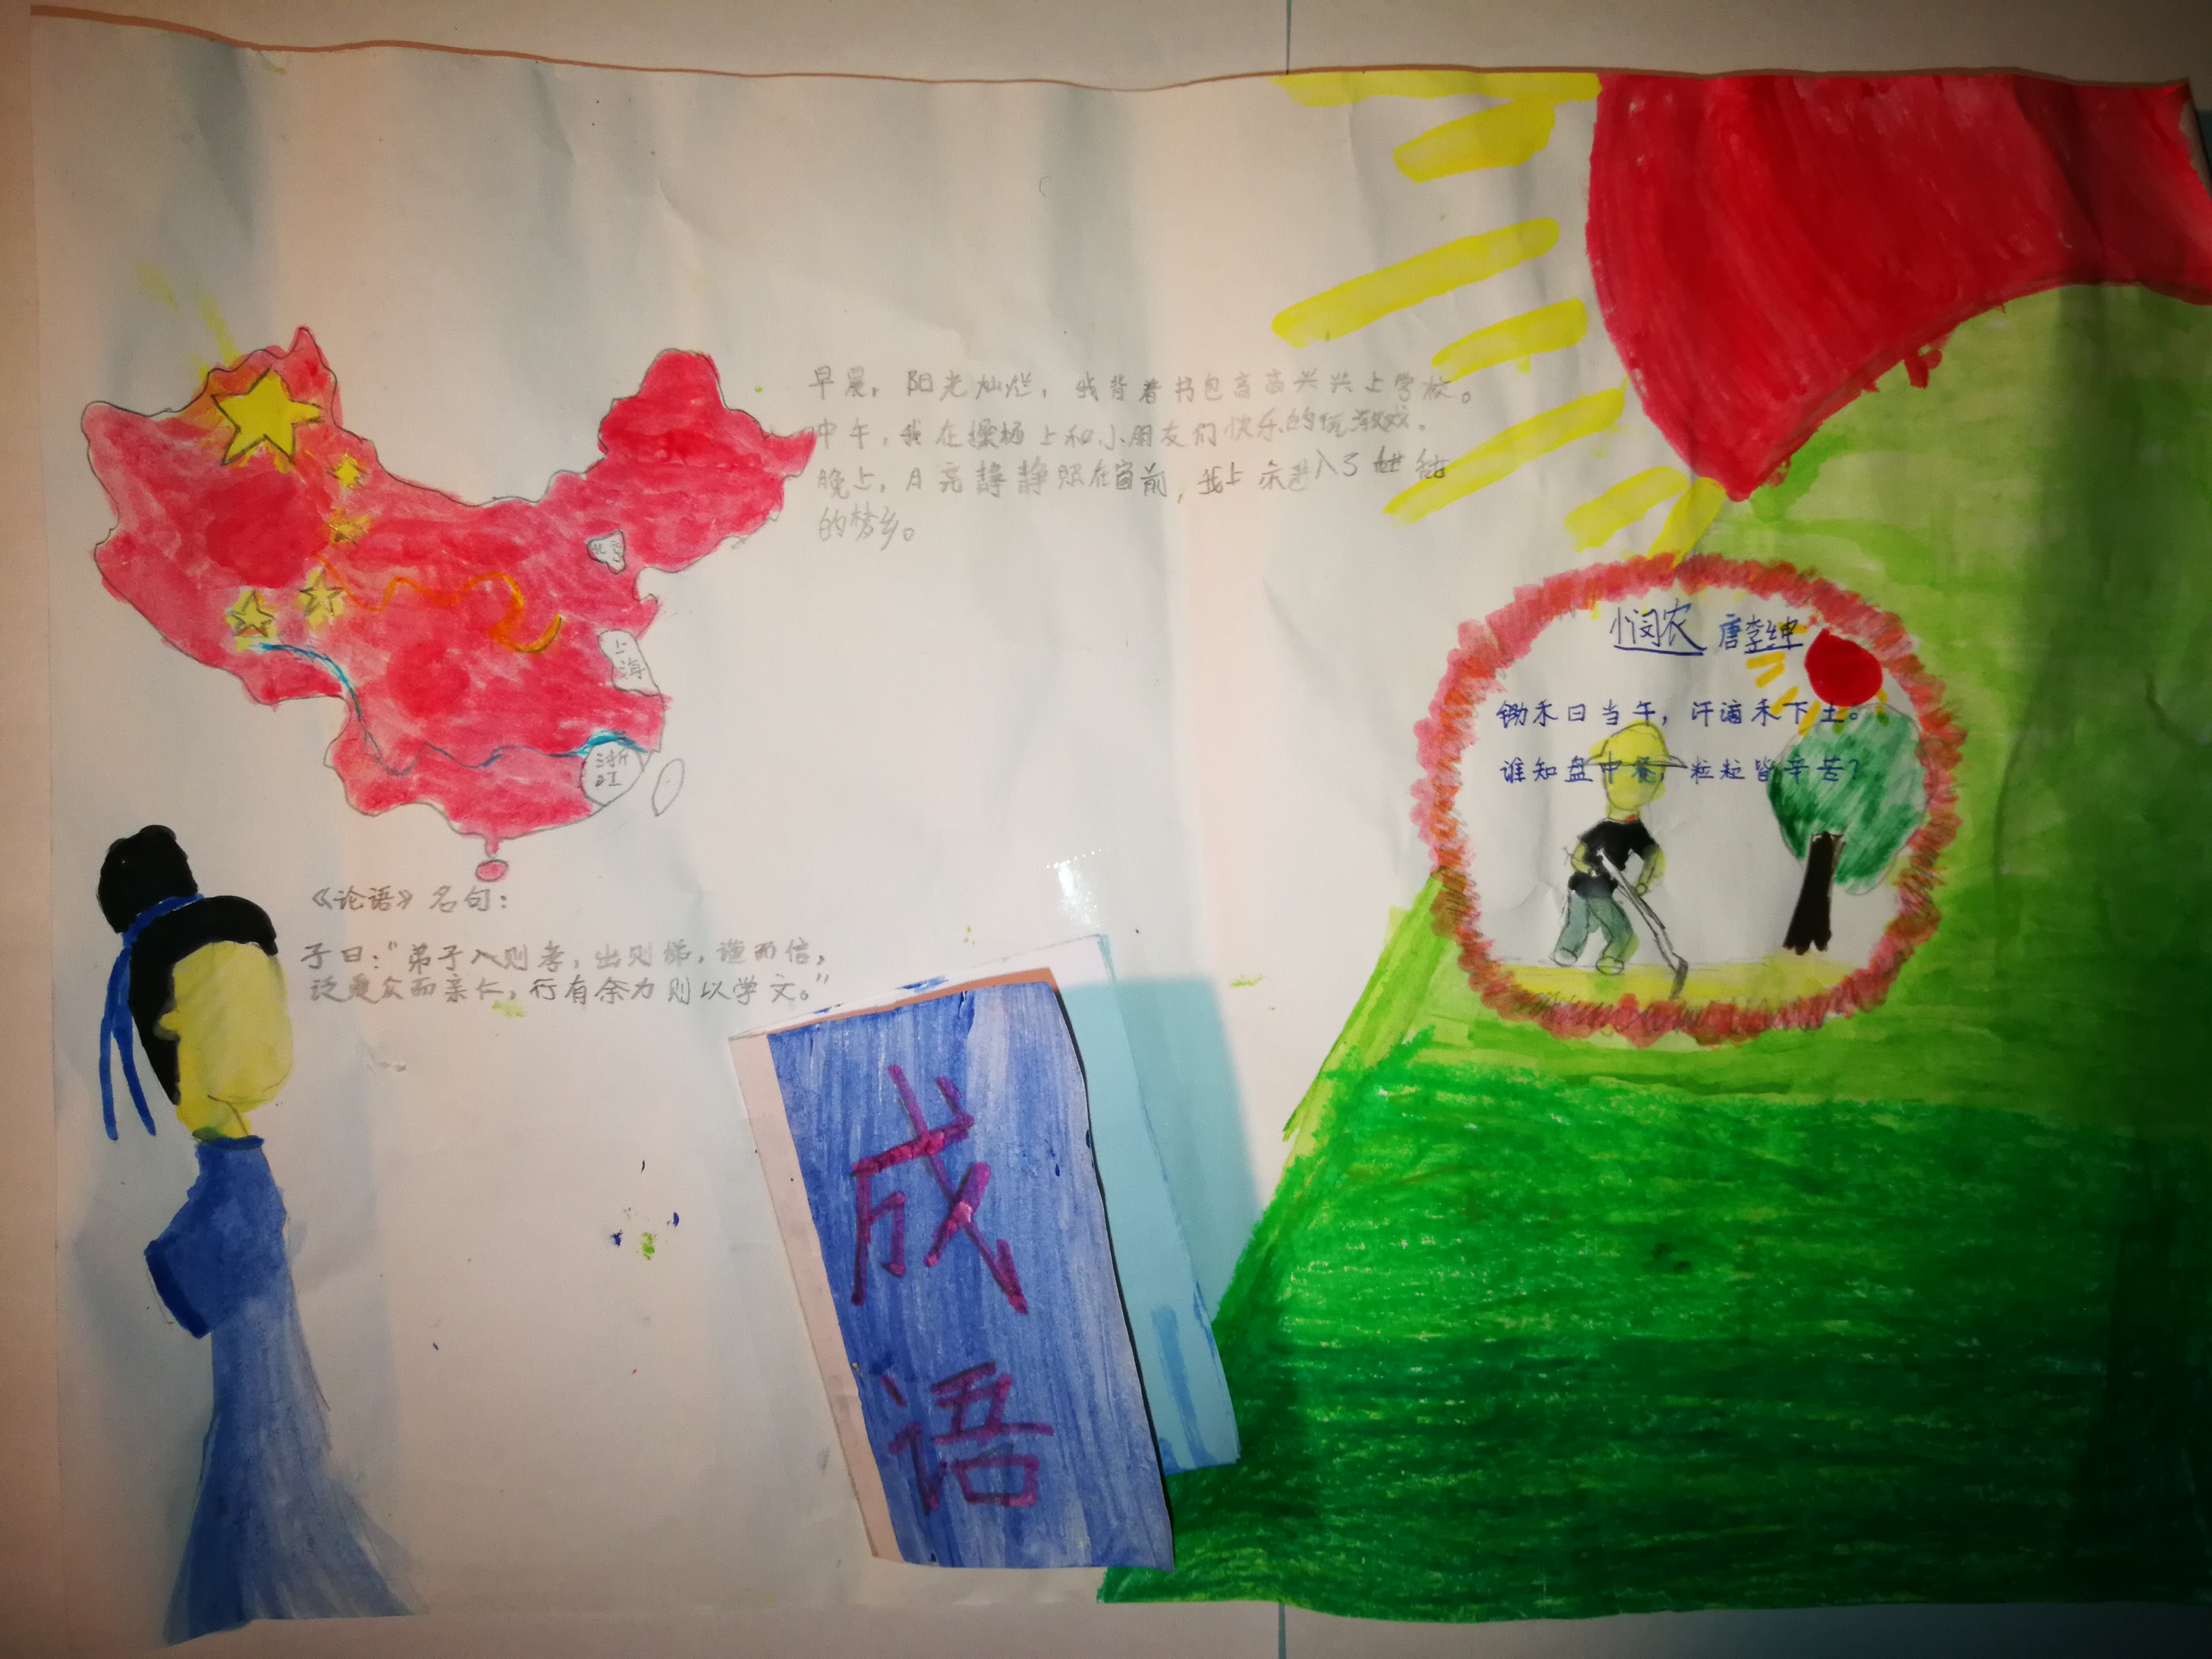 早晨，阳光灿烂，我背着书包高高兴兴上学校。
中午，我在操场上和小朋友们快乐的玩游戏。
晚上，月亮静静照在窗前，我上床进入了甜甜
的梦乡。
北京
上海
浙江
《论语》名句：
子曰：“弟子入则孝，出则悌，谨而信，
泛爱众而亲仁，行有余力则以学文。”
成语
悯农 唐李绅
锄禾日当午，汗滴禾下土。
谁知盘中餐，粒粒皆辛苦？